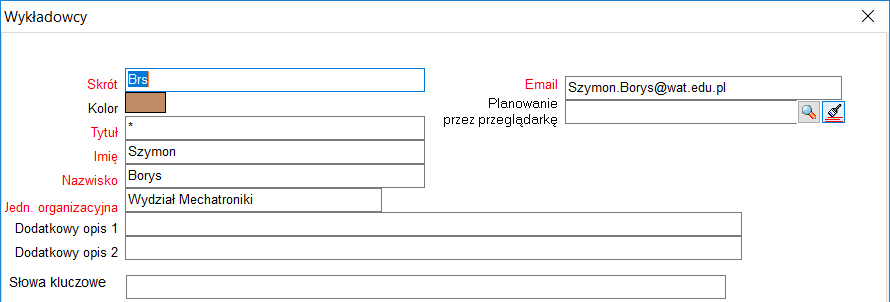 Wykładowcy
Skrót Brs
Kolor
Tytuł *
Imię Szymon
Nazwisko Borys
Jedn. organizacyjna Wydział Mechatroniki
Dodatkowy opis 1
Dodatkowy opis 2
Słowa kluczowe
Email Szymon.Borys@wat.edu.pl
Planowanie
przez przeglądarkę